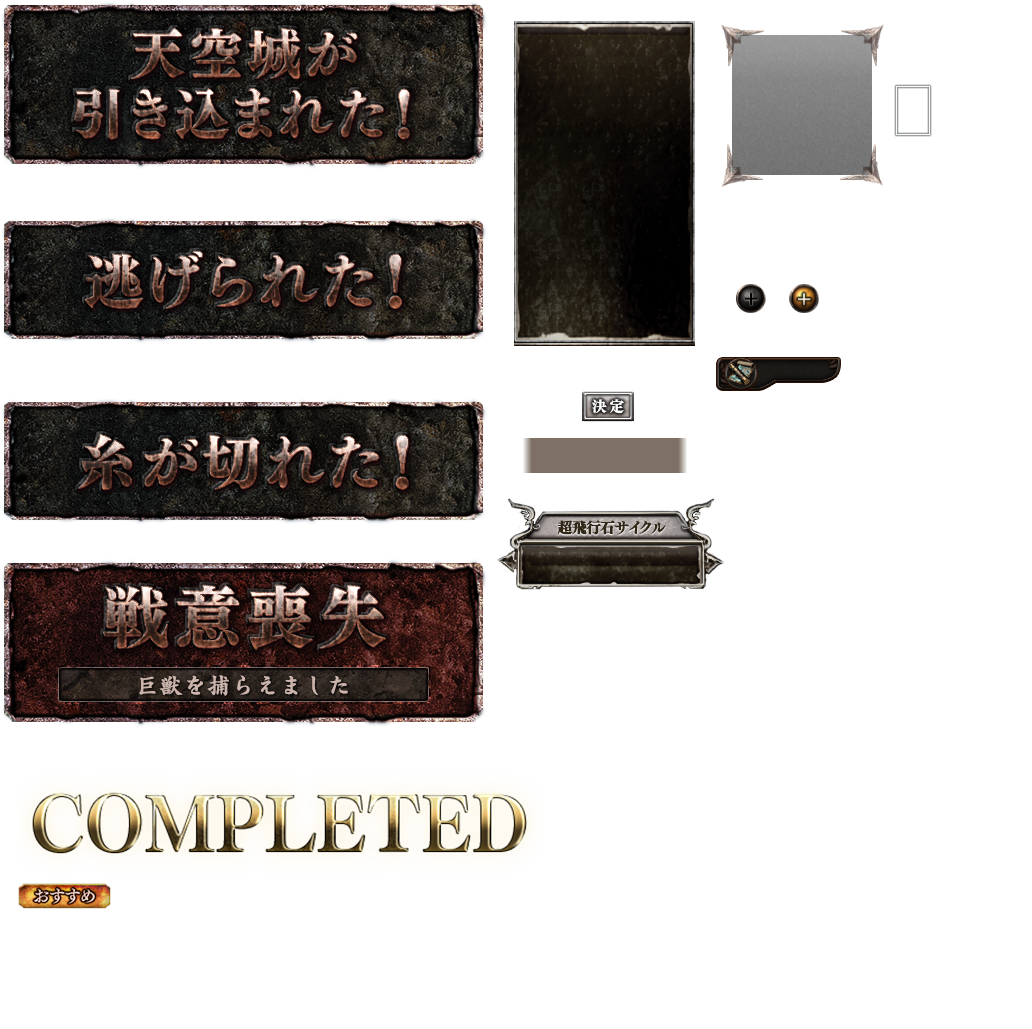 天空城が
引き込まれた!
逃げられた!
糸が切れた!
戦意喪失
巨獣を捕らえました
COMPLETED
おすすめ
決定
超飛行石サイクル